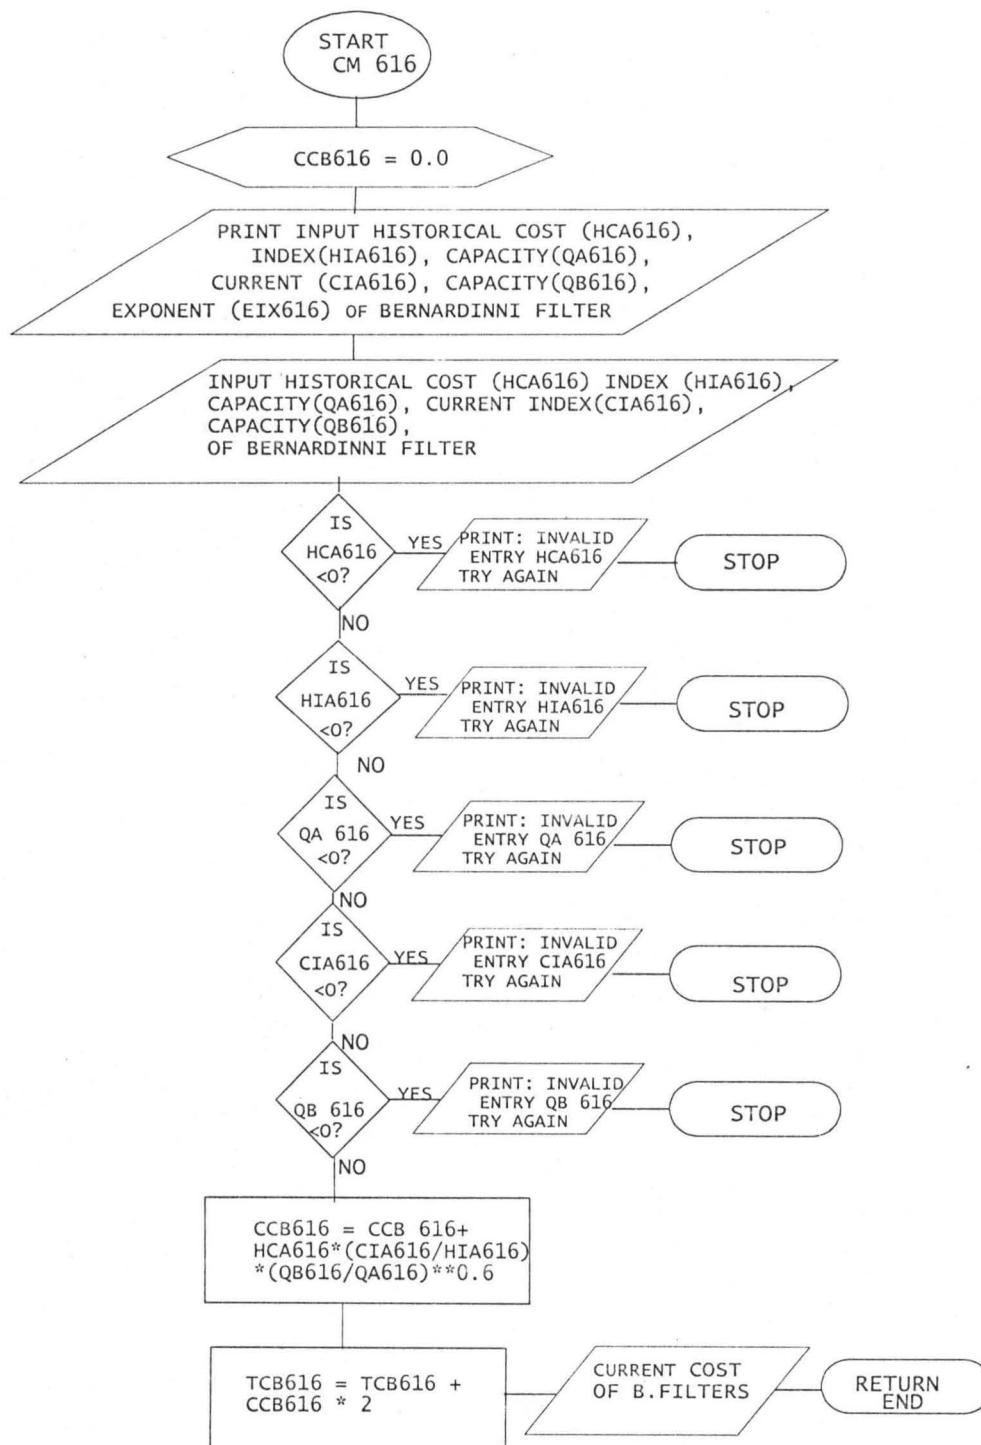 START
CM 616
CCB616 = 0.0
PRINT INPUT HISTORICAL COST (HCA616),
INDEX(HIA616), CAPACITY(QA616),
CURRENT (CIA616), CAPACITY(QB616),
EXPONENT (EIX616) OF BERNARDINNI FILTER
INPUT HISTORICAL COST (HCA616) INDEX (HIA616),
CAPACITY(QA616), CURRENT INDEX(CIA616),
CAPACITY(QB616),
OF BERNARDINNI FILTER
IS
HCA616
<0?
YES
PRINT: INVALID
ENTRY HCA616
TRY AGAIN
STOP
NO
IS
HIA616
<0?
YES
PRINT: INVALID
ENTRY HIA616
TRY AGAIN
STOP
NO
IS
QA 616
<0?
YES
PRINT: INVALID
ENTRY QA 616
TRY AGAIN
STOP
NO
IS
CIA616
<0?
YES
PRINT: INVALID
ENTRY CIA616
TRY AGAIN
STOP
NO
IS
QB 616
<0?
YES
PRINT: INVALID
ENTRY QB 616
TRY AGAIN
STOP
NO
CCB616 = CCB 616+
HCA616*(CIA616/HIA616)
*(QB616/QA616)**0.6
TCB616 = TCB616 +
CCB616 * 2
CURRENT COST
OF B.FILTERS
RETURN
END